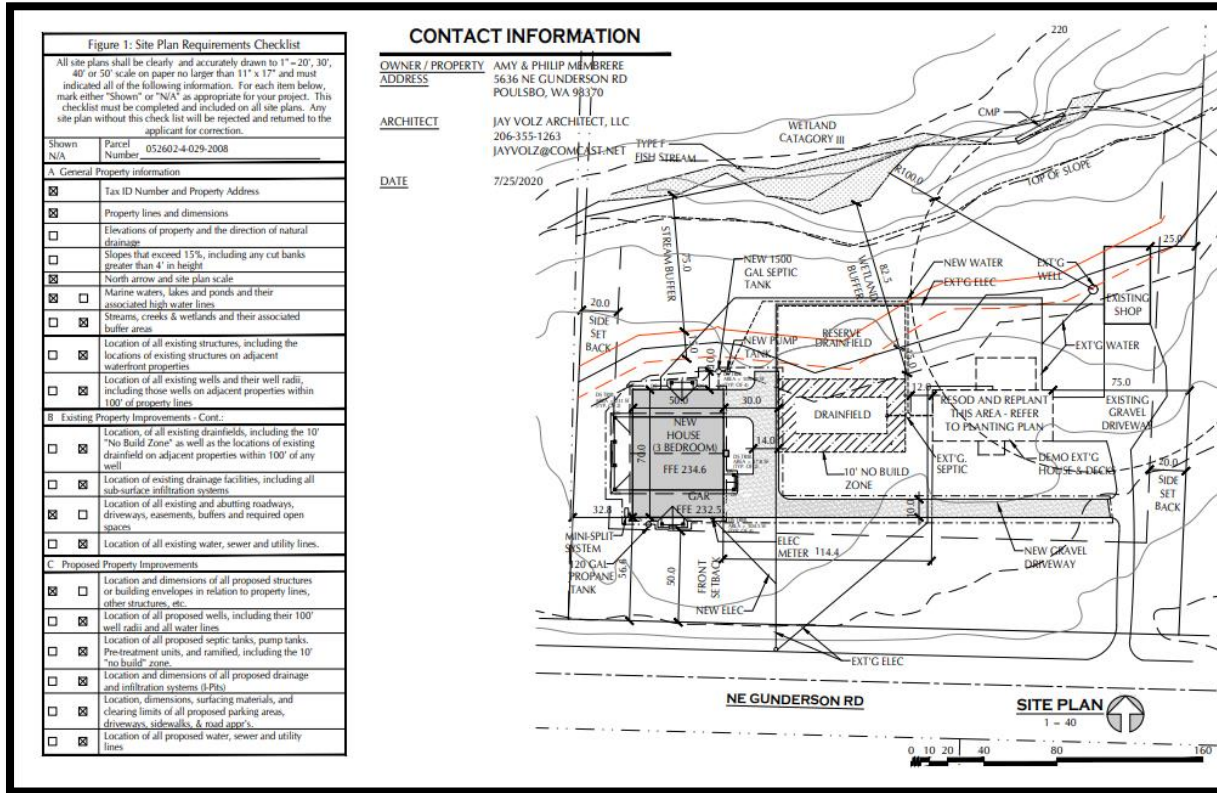 Figure 1: Site Plan Requirements Checklist
All site plans shall be clearly and accurately drawn to 1" = 20', 30',
40' or 50' scale on paper no larger than 11" x 17" and must
indicated all of the following information. For each item below,
mark either "Shown" or "N/A" as appropriate for your project. This
checklist must be completed and included on all site plans. Any
site plan without this check list will be rejected and returned to the
applicant for correction.
Shown
N/A
Parcel
Number 052602-4-029-2008
A General Property information
Tax ID Number and Property Address
Property lines and dimensions
Elevations of property and the direction of natural
drainage
Slopes that exceed 15%, including any cut banks
greater than 4' in height
North arrow and site plan scale
Marine waters, lakes and ponds and their
associated high water lines
Streams, creeks & wetlands and their associated
buffer areas
Location of all existing structures, including the
locations of existing structures on adjacent
waterfront properties
Location of all existing wells and their well radii,
including those wells on adjacent properties within
100' of property lines
B Existing Property Improvements - Cont.:
Location, of all existing drainfields, including the 10'
"No Build Zone" as well as the locations of existing
drainfield on adjacent properties within 100' of any
well
Location of existing drainage facilities, including all
sub-surface infiltration systems
Location of all existing and abutting roadways,
driveways, easements, buffers and required open
spaces
Location of all existing water, sewer and utility lines.
C Proposed Property Improvements
Location and dimensions of all proposed structures
or building envelopes in relation to property lines,
other structures, etc.
Location of all proposed wells, including their 100'
well radii and all water lines
Location of all proposed septic tanks, pump tanks.
Pre-treatment units, and ramified, including the 10'
"no build" zone.
Location and dimensions of all proposed drainage
and infiltration systems (I-Pits)
Location, dimensions, surfacing materials, and
clearing limits of all proposed parking areas,
driveways, sidewalks, & road appr's.
Location of all proposed water, sewer and utility
lines
CONTACT INFORMATION
OWNER / PROPERTY AMY & PHILIP MEMBRERE
ADDRESS 5636 NE GUNDERSON RD
POULSBO, WA 98370
ARCHITECT JAY VOLZ ARCHITECT, LLC
206-355-1263
JAYVOLZ@COMCAST.NET
DATE 7/25/2020
220
CMP
WETLAND
CATAGORY III
TYPE F
FISH STREAM
R100.0
TOP OF SLOPE
STREAM BUFFER
75.0
NEW 1500
GAL SEPTIC
TANK
WETLAND
BUFFER
82.5
NEW WATER
EXT'G ELEC
EXT'G
WELL
25.0
EXISTING
SHOP
20.0
SIDE
SET
BACK
RESERVE
DRAINFIELD
NEW PUMP
TANK
10.0
EXT'G WATER
50.0
30.0
12.0
75.0
NEW
HOUSE
(3 BEDROOM)
FFE 234.6
70.0
DRAINFIELD
14.0
RESOD AND REPLANT
THIS AREA - REFER
TO PLANTING PLAN
EXISTING
GRAVEL
DRIVEWAY
EXT'G.
SEPTIC
DEMO EXT'G
HOUSE & DECKS
20.0
SIDE
SET
BACK
10' NO BUILD
ZONE
GAR
FFE 232.5
32.8
10.0
MINI-SPLIT
SYSTEM
ELEC
METER
114.4
NEW GRAVEL
DRIVEWAY
120 GAL
PROPANE
TANK
50.0
FRONT
SETBACK
NEW ELEC
EXT'G ELEC
NE GUNDERSON RD
SITE PLAN
1 - 40
0 10 20 40 80 160